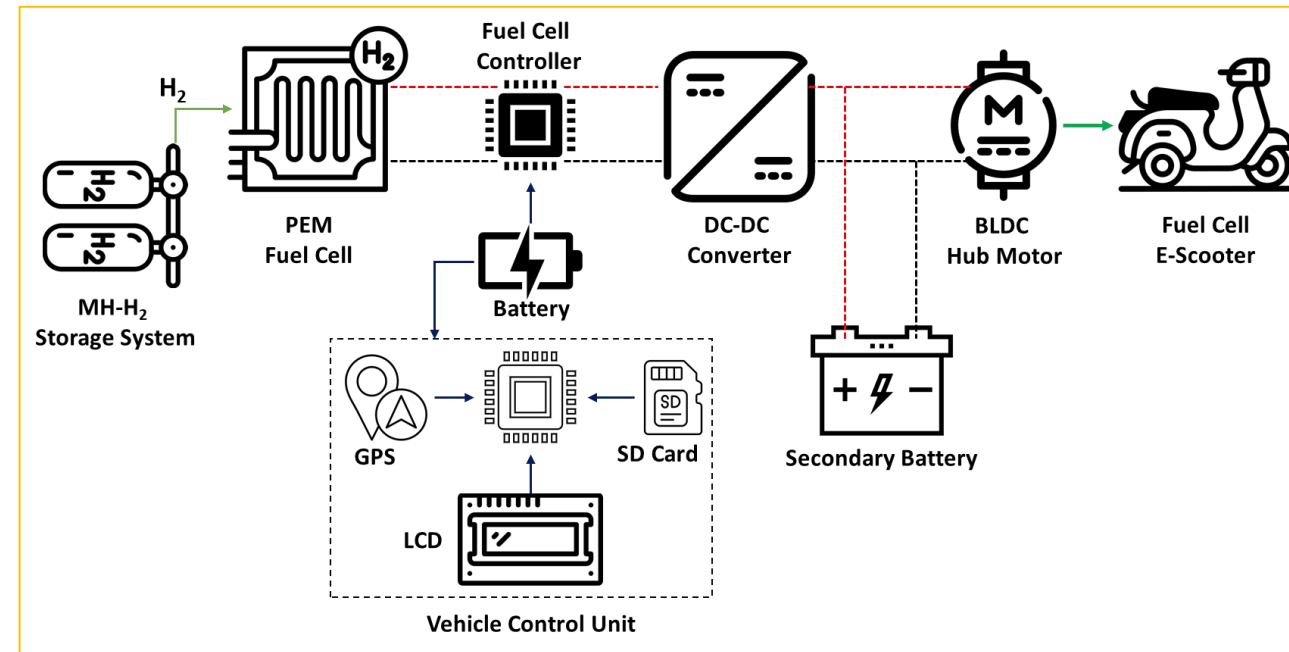 Fuel Cell
Controller
H₂
H₂
H₂
H₂
M
PEM
Fuel Cell
DC-DC
Converter
BLDC
Hub Motor
Fuel Cell
E-Scooter
MH-H₂
Storage System
Battery
+ −
GPS
SD
SD Card
Secondary Battery
LCD
Vehicle Control Unit